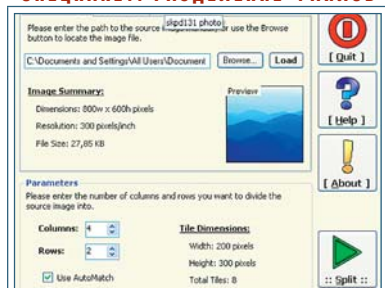 skpd131 photo
Please enter the path to the source image manually or use the Browse
button to locate the image file.
C:\Documents and Settings\All Users\Document
Browse...
Load
[ Quit ]
Image Summary:
Preview
Dimensions: 800w x 600h pixels
Resolution: 300 pixels/inch
File Size: 27,85 KB
[ Help ]
[ About ]
Parameters
Please enter the number of columns and rows you want to divide the
source image into.
Columns: 4
Tile Dimensions:
Rows: 2
Width: 200 pixels
Height: 300 pixels
Use AutoMatch
Total Tiles: 8
:: Split ::